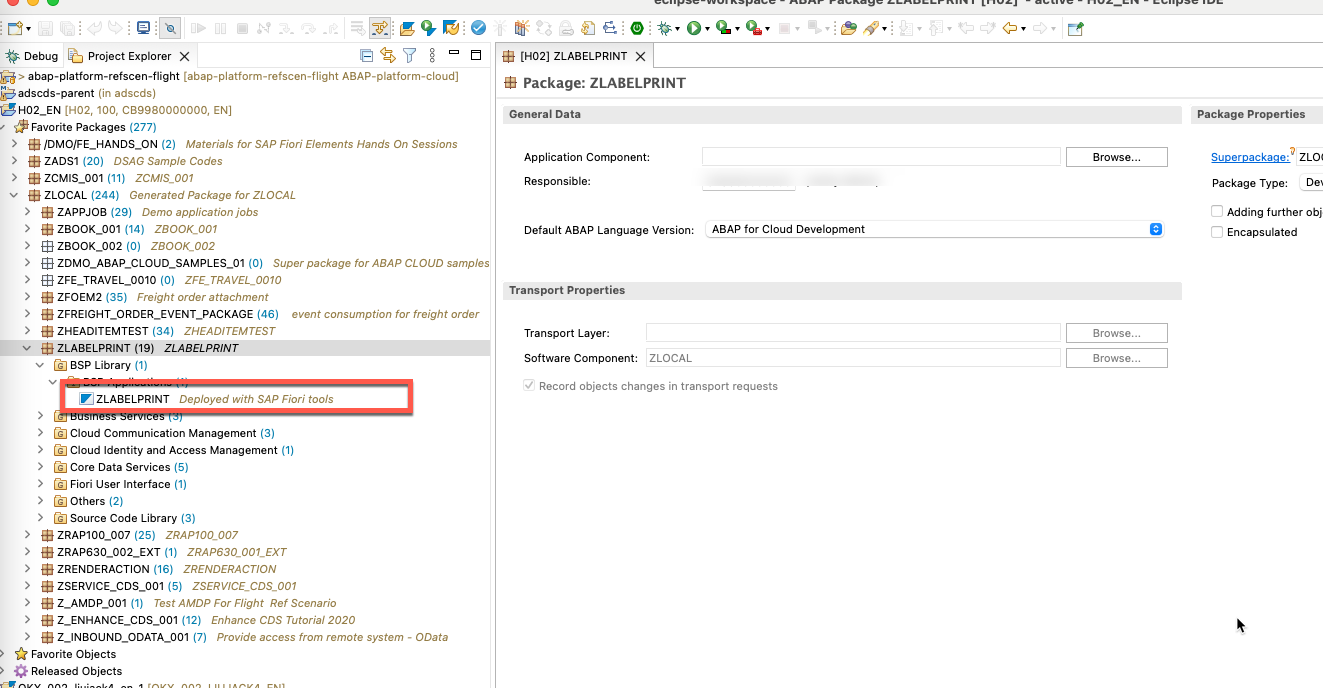 eclipse-workspace - ABAP Package ZLABELPRINT [H02] - active - H02_EN - Eclipse IDE
Debug
Project Explorer
[H02] ZLABELPRINT
> abap-platform-refscen-flight [abap-platform-refscen-flight ABAP-platform-cloud]
adscds-parent (in adscds)
H02_EN [H02, 100, CB9980000000, EN]
Favorite Packages (277)
/DMO/FE_HANDS_ON (2) Materials for SAP Fiori Elements Hands On Sessions
ZADS1 (20) DSAG Sample Codes
ZCMIS_001 (11) ZCMIS_001
ZLOCAL (244) Generated Package for ZLOCAL
ZAPPJOB (29) Demo application jobs
ZBOOK_001 (14) ZBOOK_001
ZBOOK_002 (0) ZBOOK_002
ZDMO_ABAP_CLOUD_SAMPLES_01 (0) Super package for ABAP CLOUD samples
ZFE_TRAVEL_0010 (0) ZFE_TRAVEL_0010
ZFOEM2 (35) Freight order attachment
ZFREIGHT_ORDER_EVENT_PACKAGE (46) event consumption for freight order
ZHEADITEMTEST (34) ZHEADITEMTEST
ZLABELPRINT (19) ZLABELPRINT
BSP Library (1)
BSP Applications (1)
ZLABELPRINT Deployed with SAP Fiori tools
Business Services (3)
Cloud Communication Management (3)
Cloud Identity and Access Management (1)
Core Data Services (5)
Fiori User Interface (1)
Others (2)
Source Code Library (3)
ZRAP100_007 (25) ZRAP100_007
ZRAP630_002_EXT (1) ZRAP630_001_EXT
ZRENDERACTION (16) ZRENDERACTION
ZSERVICE_CDS_001 (5) ZSERVICE_CDS_001
Z_AMDP_001 (1) Test AMDP For Flight Ref Scenario
Z_ENHANCE_CDS_001 (12) Enhance CDS Tutorial 2020
Z_INBOUND_ODATA_001 (7) Provide access from remote system - OData
Favorite Objects
Released Objects
Package: ZLABELPRINT
General Data
Application Component:
Browse...
Responsible:
Default ABAP Language Version: ABAP for Cloud Development
Transport Properties
Transport Layer:
Browse...
Software Component: ZLOCAL
Browse...
Record objects changes in transport requests
Package Properties
Superpackage: ZLO
Package Type: Dev
Adding further obj
Encapsulated